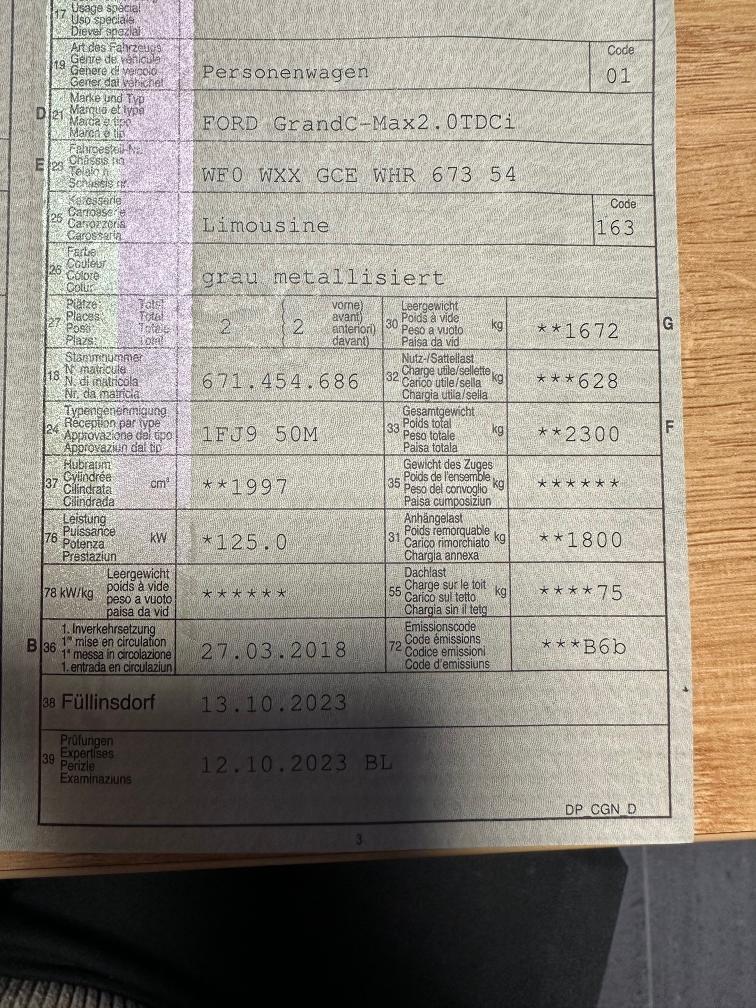 17 Usage spécial
Uso speciale
Diever spezial
Art des Fahrzeugs
19 Genre de véhicule
Genere di veicolo
Gener dal vehichel
Personenwagen
Code
01
Marke und Typ
D 21 Marque et type
Marca e tipo
Marca e tip
FORD GrandC-Max2.0TDCi
Fahrgestell-Nr.
E 23 Châssis no
Telaio n.
Schassis nr.
WF0 WXX GCE WHR 673 54
Karosserie
25 Carrosserie
Carrozzeria
Carossaria
Limousine
Code
163
Farbe
26 Couleur
Colore
Colur
grau metallisiert
Plätze: Total
27 Places: Total
Posti: Totale
Plazs: Total
2 ( 2
vorne)
avant)
anteriori)
davant)
Leergewicht
30 Poids à vide kg
Peso a vuoto
Paisa da vid
**1672
G
Stammnummer
18 N° matricule
N. di matricola
Nr. da matricla
671.454.686
Nutz-/Sattellast
32 Charge utile/sellette kg
Carico utile/sella
Chargia utila/sella
***628
Typengenehmigung
24 Réception par type
Approvazione del tipo
Approvaziun dal tip
1FJ9 50M
Gesamtgewicht
33 Poids total kg
Peso totale
Paisa totala
**2300
F
Hubraum
37 Cylindrée cm³
Cilindrata
Cilindrada
**1997
Gewicht des Zuges
35 Poids de l'ensemble kg
Peso del convoglio
Paisa cumposiziun
******
Leistung
76 Puissance kW
Potenza
Prestaziun
*125.0
Anhängelast
31 Poids remorquable kg
Carico rimorchiato
Chargia annexa
**1800
Leergewicht
78 kW/kg poids à vide
peso a vuoto
paisa da vid
******
Dachlast
55 Charge sur le toit kg
Carico sul tetto
Chargia sin il tetg
****75
1. Inverkehrsetzung
B 36 1re mise en circulation
1a messa in circolazione
1. entrada en circulaziun
27.03.2018
Emissionscode
72 Code émissions
Codice emissioni
Code d'emissiuns
***B6b
38 Füllinsdorf 13.10.2023
Prüfungen
39 Expertises
Perizie
Examinaziuns
12.10.2023 BL
DP_CGN_D
3